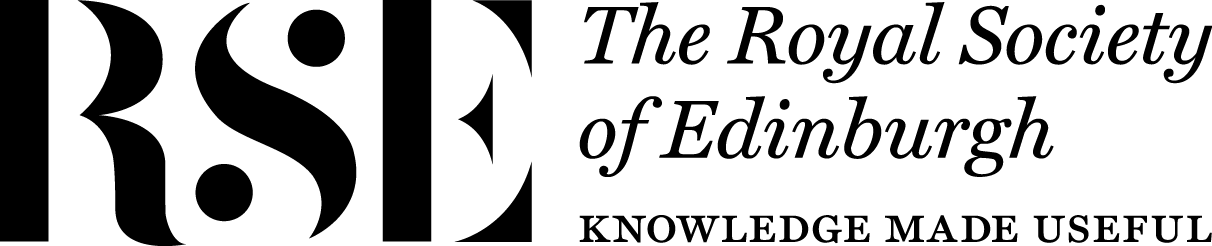 RSE
The Royal Society
of Edinburgh
KNOWLEDGE MADE USEFUL